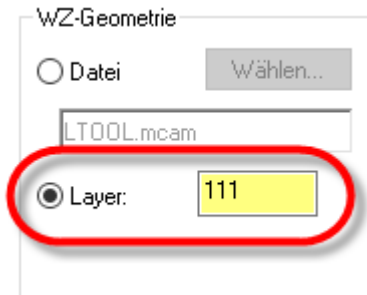 WZ-Geometrie
Datei
Wählen...
LTOOL.mcam
Layer:
111